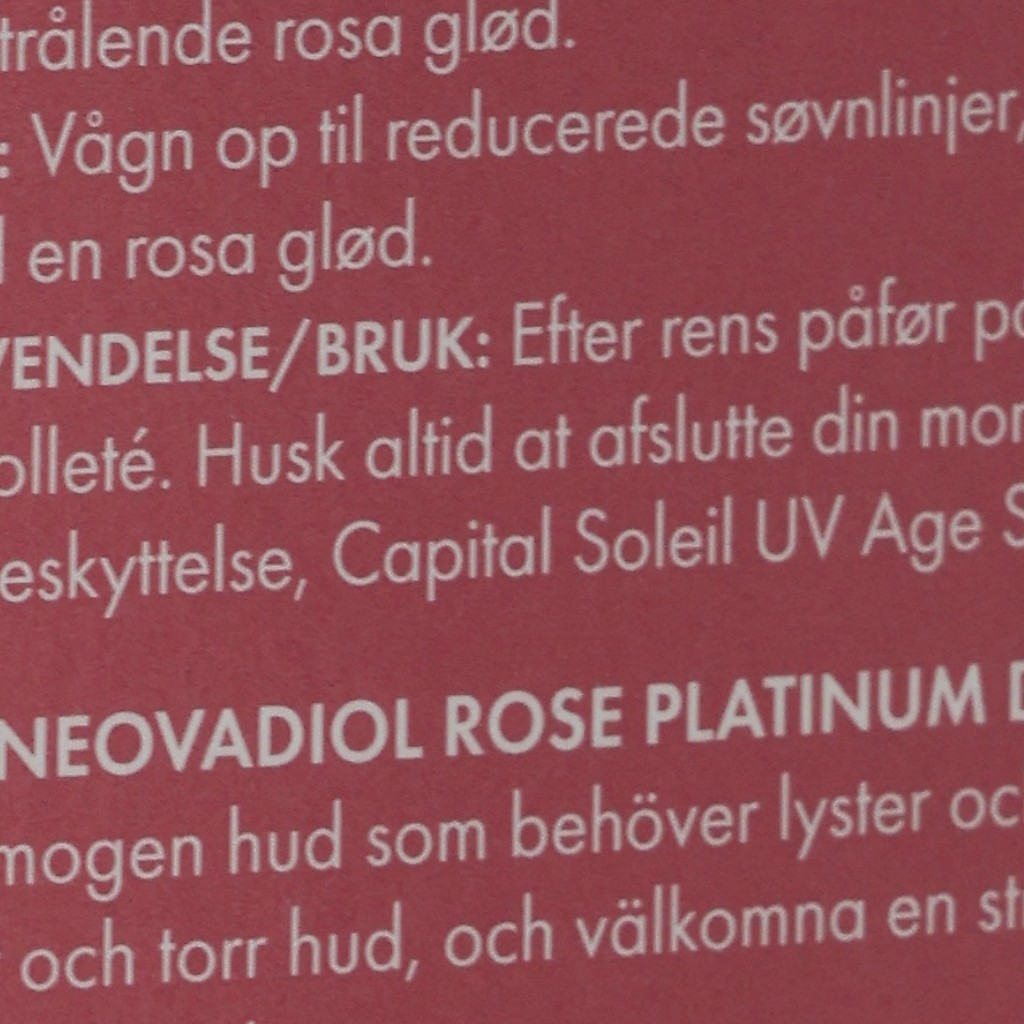 trålende rosa glød.
: Vågn op til reducerede søvnlinjer,
en rosa glød.
VENDELSE/BRUK: Efter rens påfør på
olleté. Husk altid at afslutte din mor
eskyttelse, Capital Soleil UV Age S
NEOVADIOL ROSE PLATINUM D
mogen hud som behöver lyster oc
och torr hud, och välkomna en st